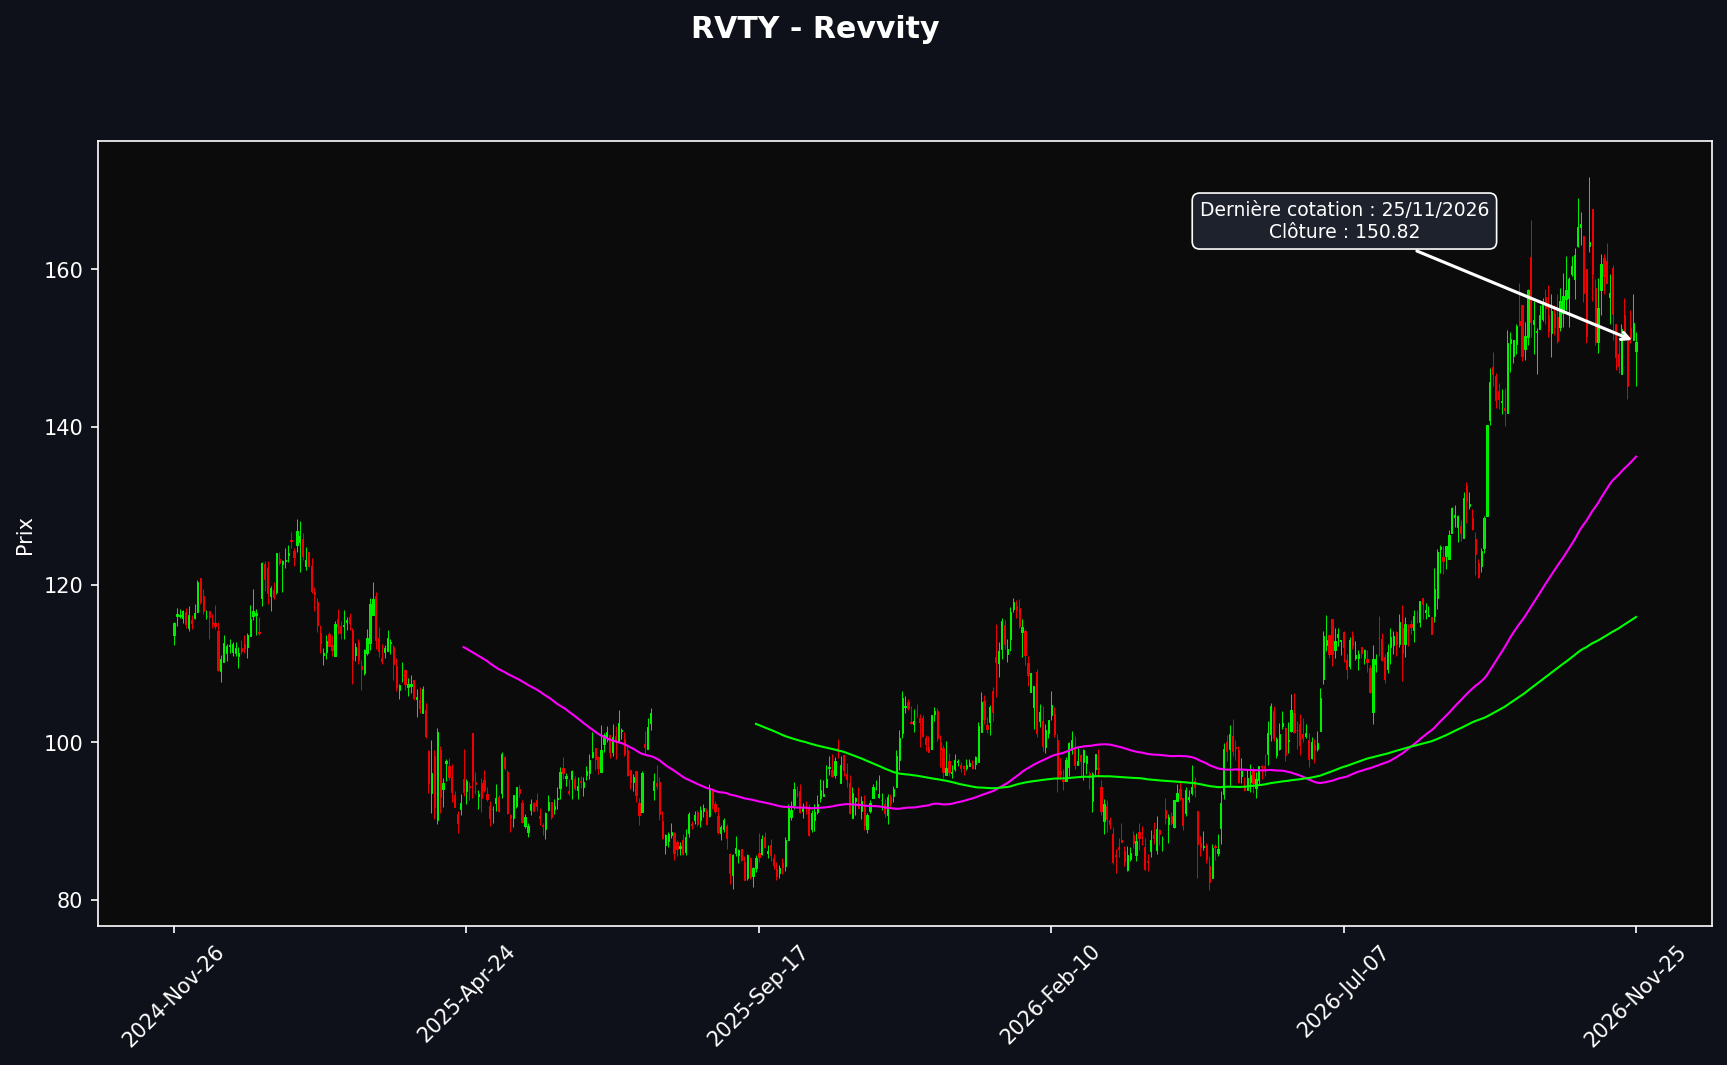 RVTY - Revvity
Dernière cotation : 25/11/2026
Clôture : 150.82
160
140
120
100
80
Prix
2024-Nov-26
2025-Apr-24
2025-Sep-17
2026-Feb-10
2026-Jul-07
2026-Nov-25